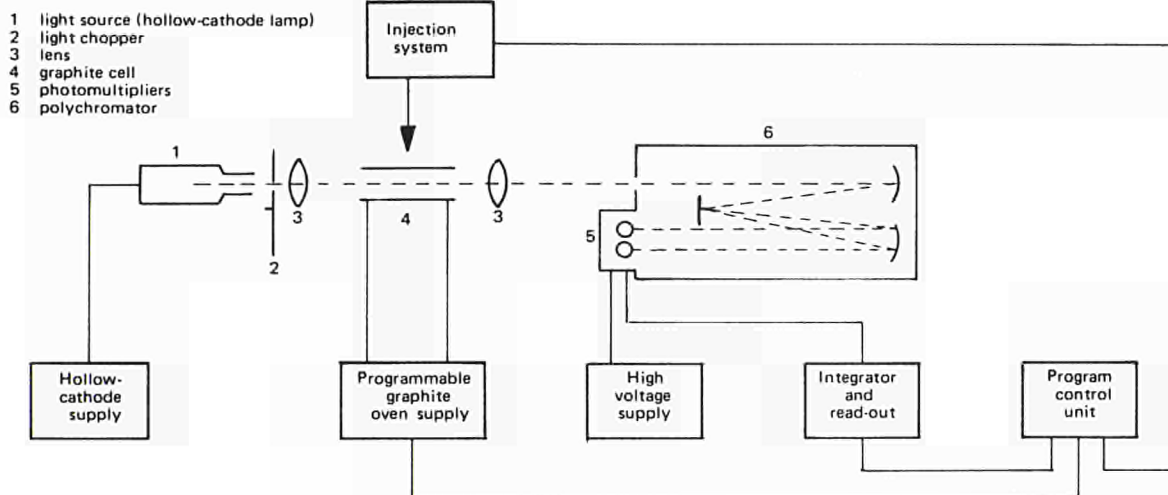 1 light source (hollow-cathode lamp)
2 light chopper
3 lens
4 graphite cell
5 photomultipliers
6 polychromator
Injection
system
6
1
3
4
3
5
2
Hollow-
cathode
supply
Programmable
graphite
oven supply
High
voltage
supply
Integrator
and
read-out
Program
control
unit